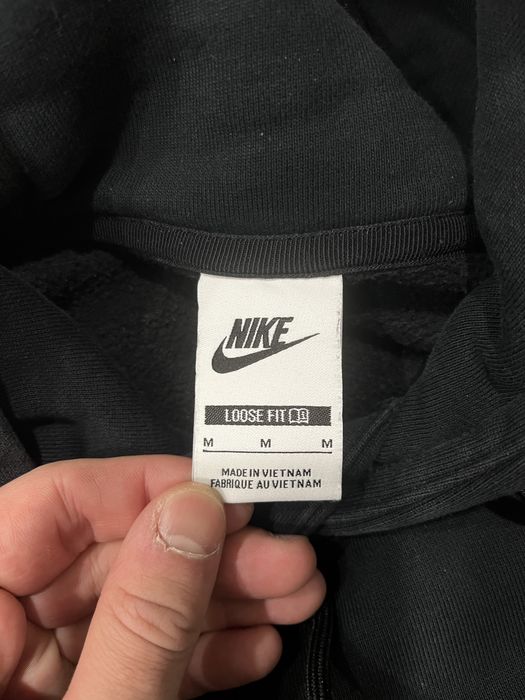 NIKE
LOOSE FIT
M M M
MADE IN VIETNAM
FABRIQUE AU VIETNAM